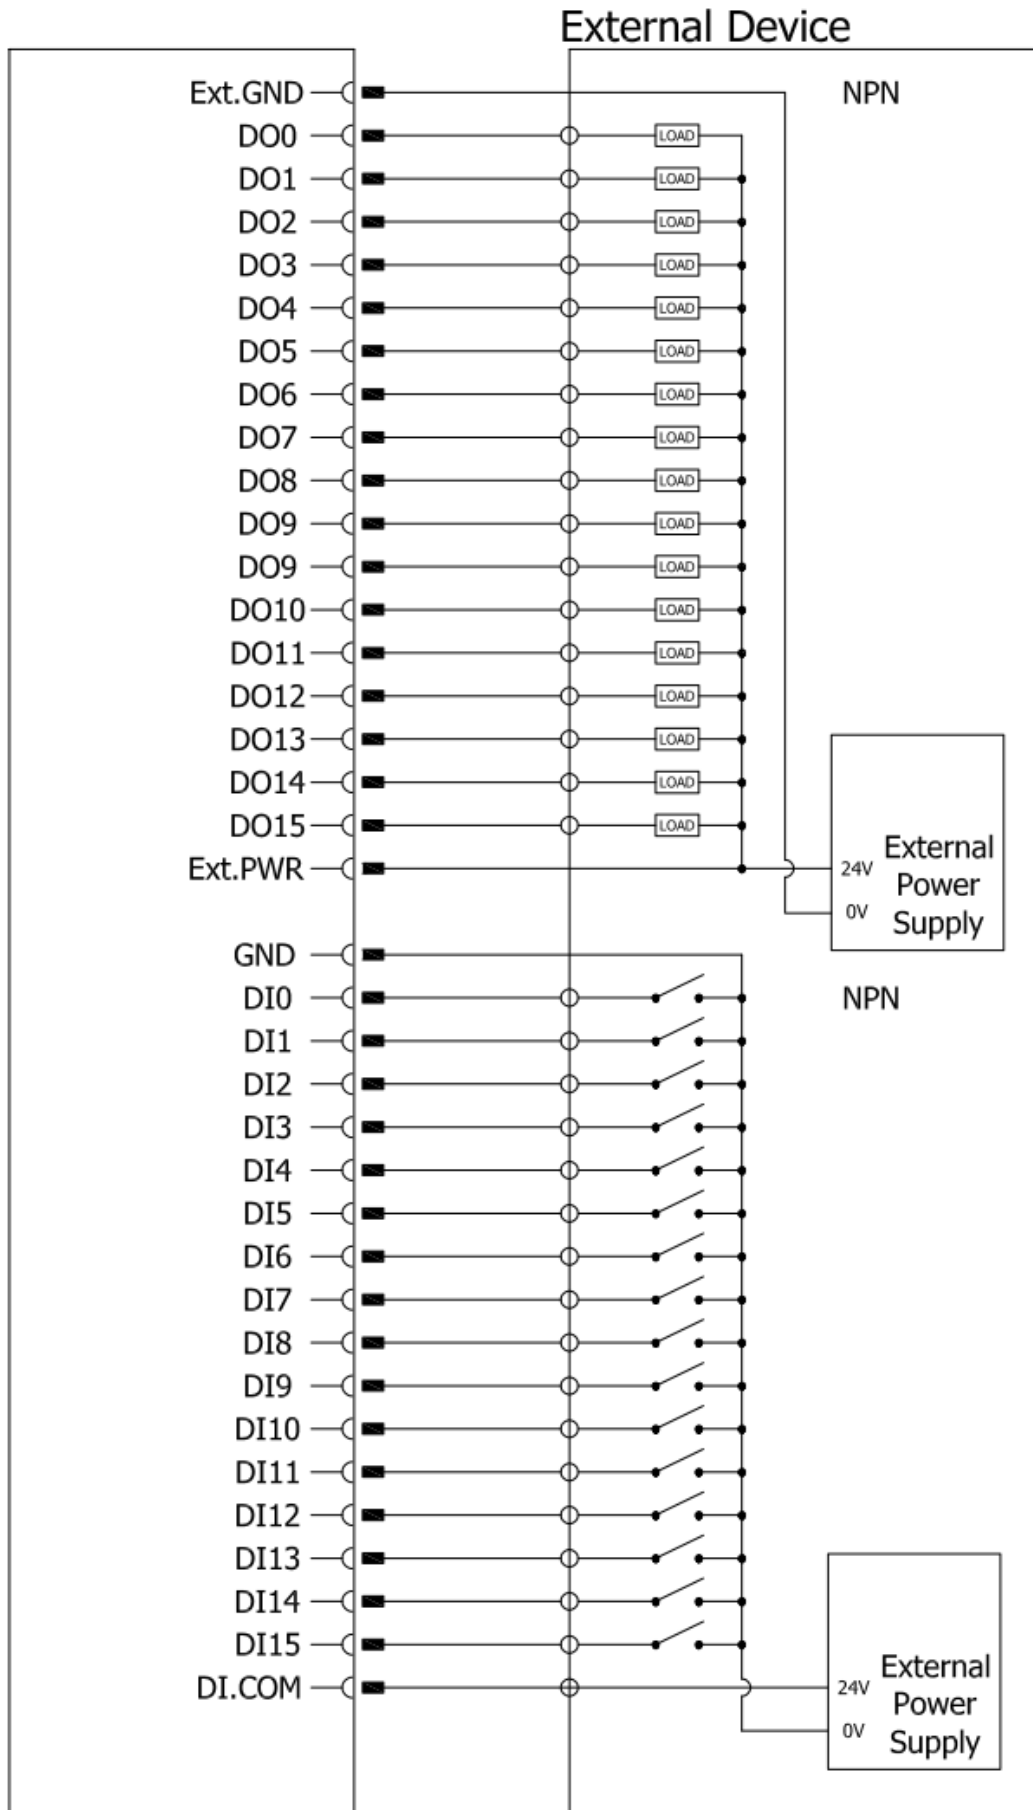 External Device
Ext.GND
NPN
DO0 LOAD
DO1 LOAD
DO2 LOAD
DO3 LOAD
DO4 LOAD
DO5 LOAD
DO6 LOAD
DO7 LOAD
DO8 LOAD
DO9 LOAD
DO9 LOAD
DO10 LOAD
DO11 LOAD
DO12 LOAD
DO13 LOAD
DO14 LOAD
DO15 LOAD
Ext.PWR
24V
0V
External
Power
Supply
GND
DI0
NPN
DI1
DI2
DI3
DI4
DI5
DI6
DI7
DI8
DI9
DI10
DI11
DI12
DI13
DI14
DI15
DI.COM
24V
0V
External
Power
Supply